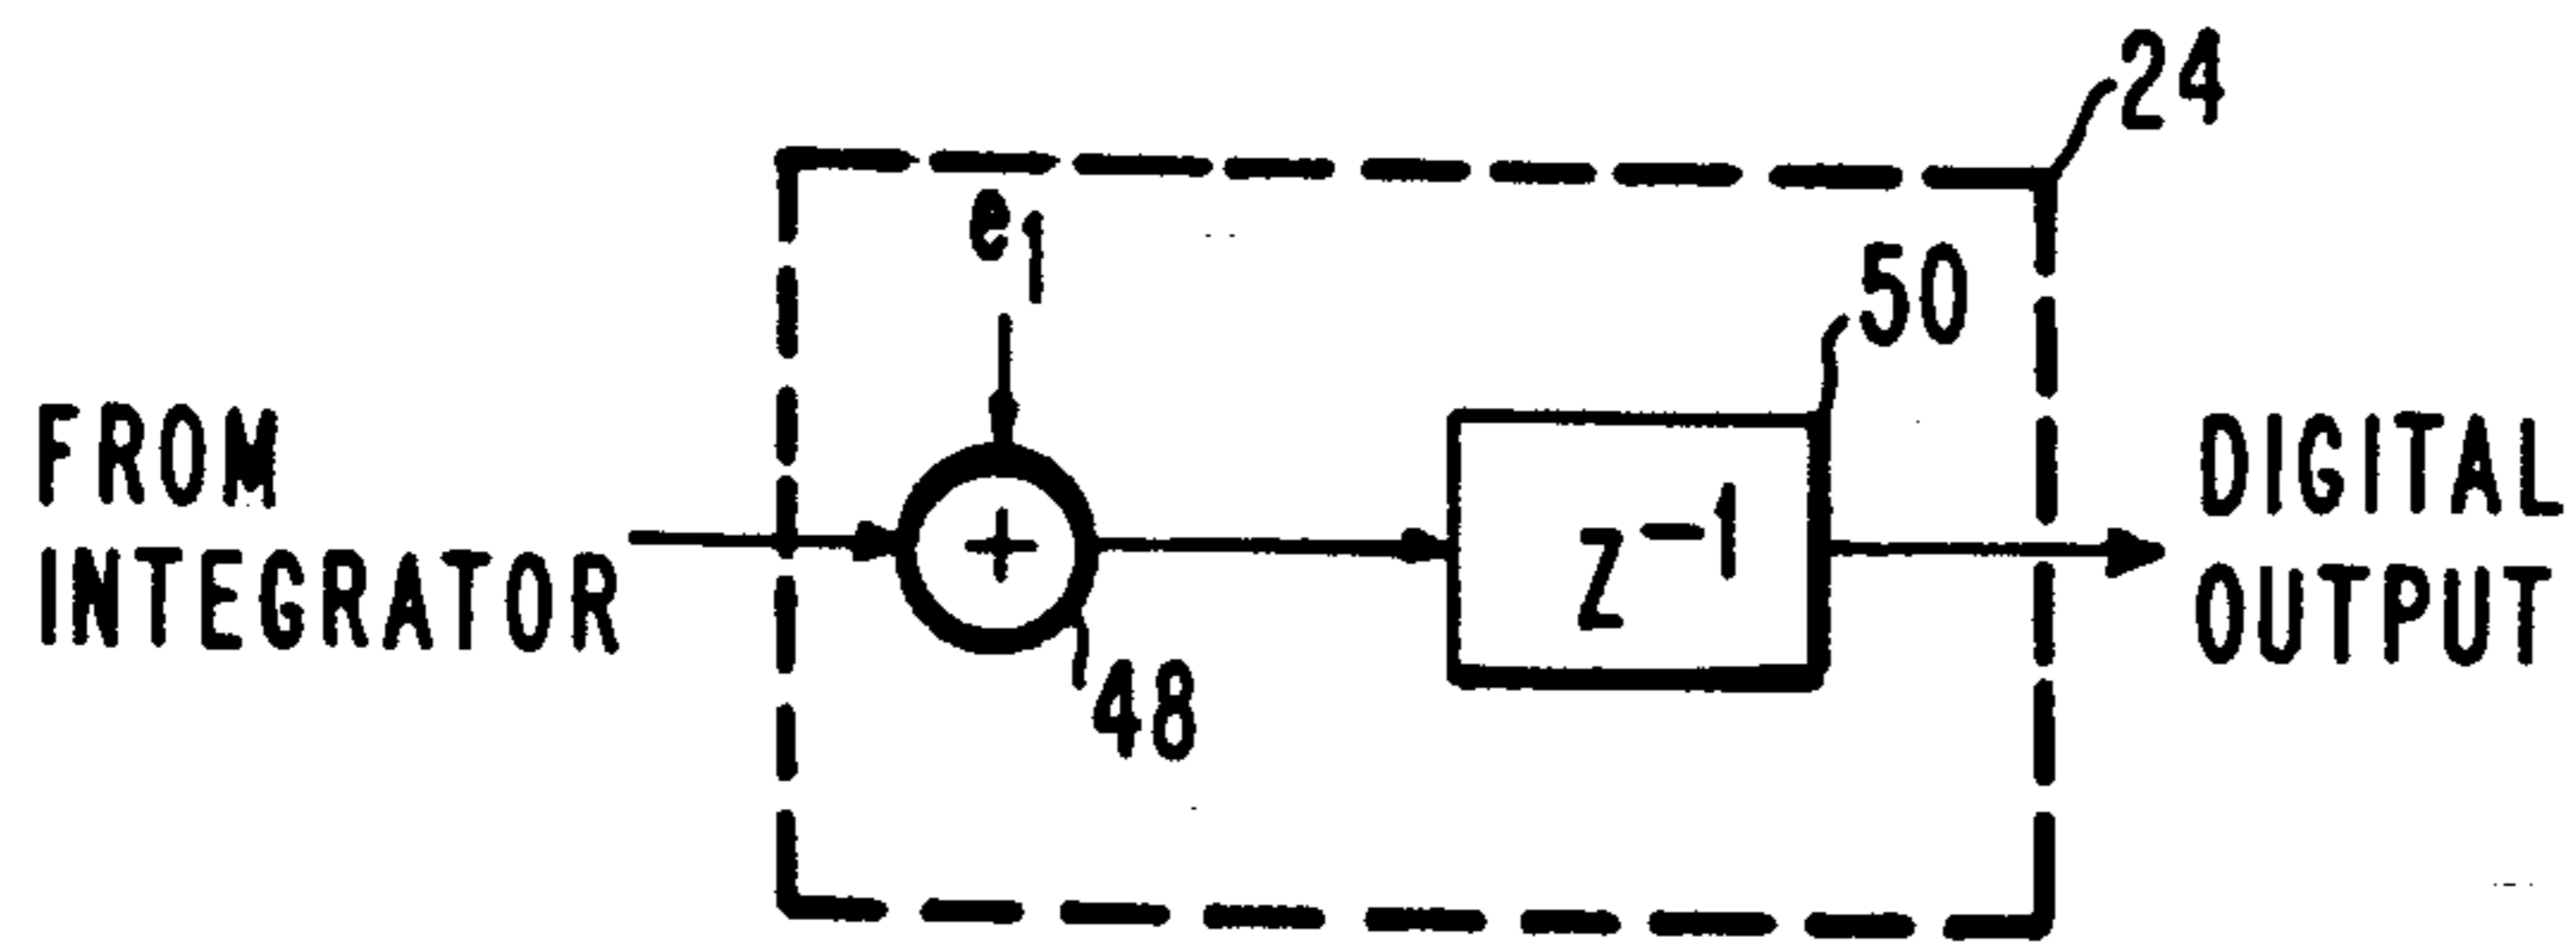 24
e1
50
FROM
INTEGRATOR
+
Z−1
DIGITAL
OUTPUT
48